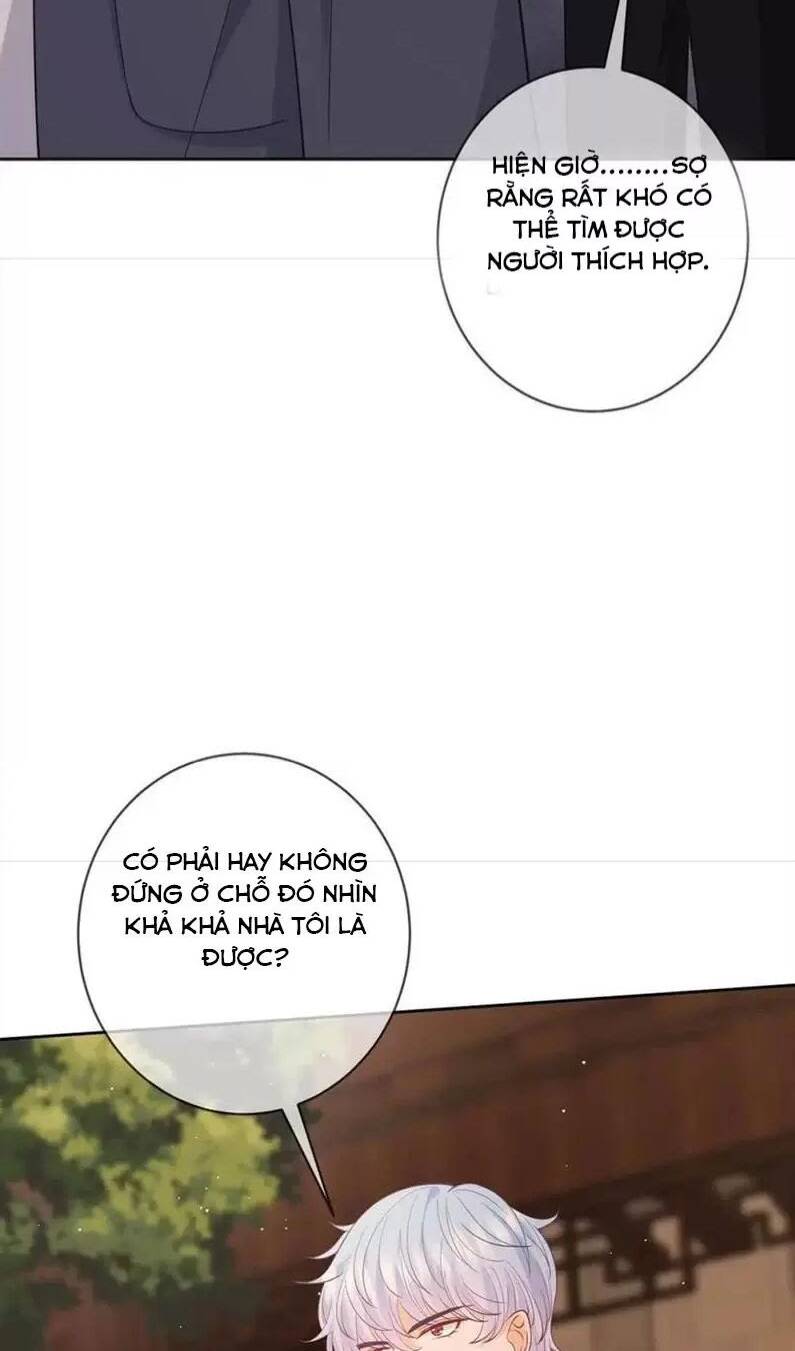 HIỆN GIỜ........SỢ
RẰNG RẤT KHÓ CÓ
THỂ TÌM ĐƯỢC
NGƯỜI THÍCH HỢP.
CÓ PHẢI HAY KHÔNG
ĐỨNG Ở CHỖ ĐÓ NHÌN
KHẢ KHẢ NHÀ TÔI LÀ
ĐƯỢC?